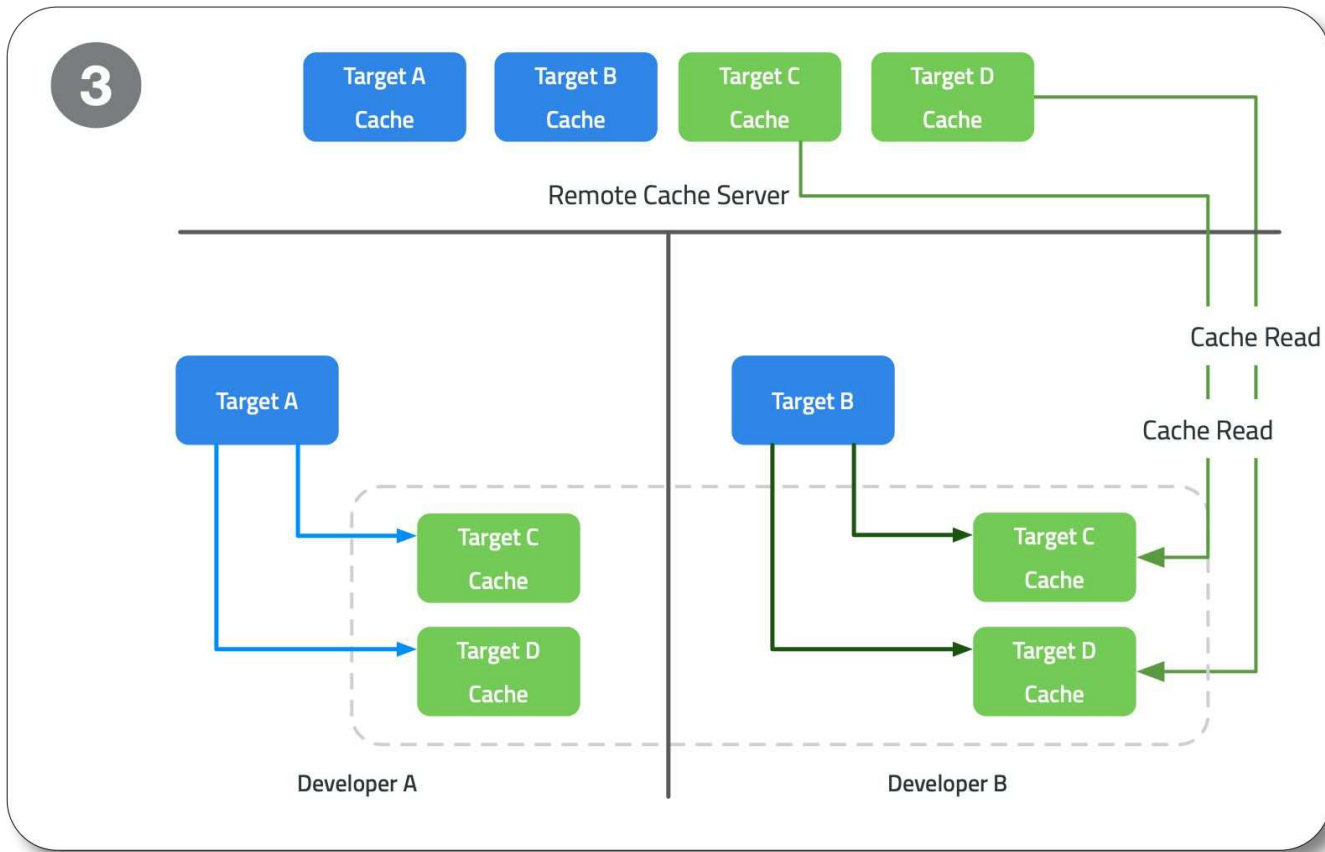 3
Target A
Cache
Target B
Cache
Target C
Cache
Target D
Cache
Remote Cache Server
Cache Read
Cache Read
Target A
Target B
Target C
Cache
Target D
Cache
Target C
Cache
Target D
Cache
Developer A
Developer B